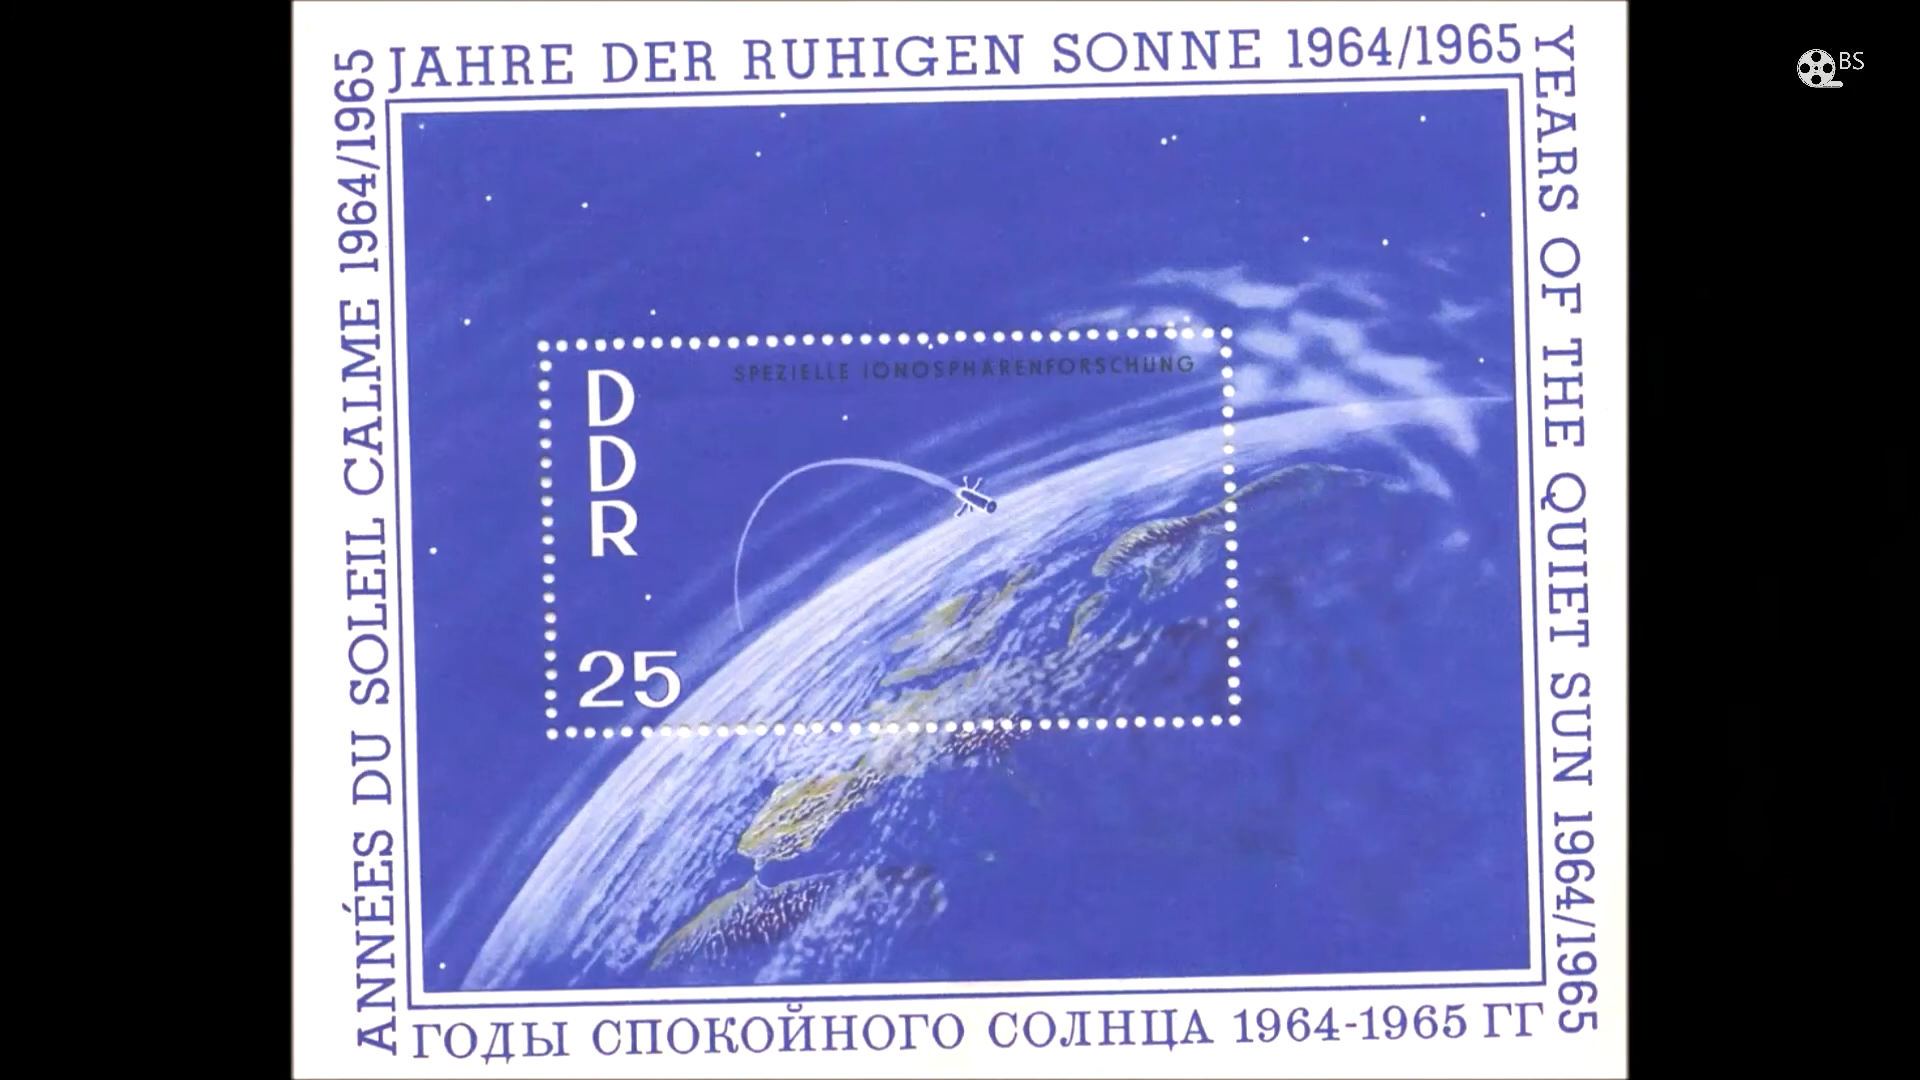 JAHRE DER RUHIGEN SONNE 1964/1965
ANNÉES DU SOLEIL CALME 1964/1965
YEARS OF THE QUIET SUN 1964/1965
SPEZIELLE IONOSPHÄRENFORSCHUNG
D
D
R
25
ГОДЫ СПОКОЙНОГО СОЛНЦА 1964-1965 ГГ
BS